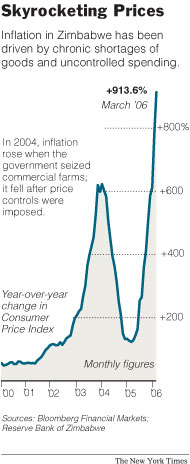 Skyrocketing Prices
Inflation in Zimbabwe has been
driven by chronic shortages of
goods and uncontrolled spending.
+913.6%
March '06
+800%
In 2004, inflation
rose when the
government seized
commercial farms;
it fell after price
controls were
imposed.
+600
+400
Year-over-year
change in
Consumer
Price Index
+200
Monthly figures
'00 '01 '02 '03 '04 '05 '06
Sources: Bloomberg Financial Markets;
Reserve Bank of Zimbabwe
The New York Times